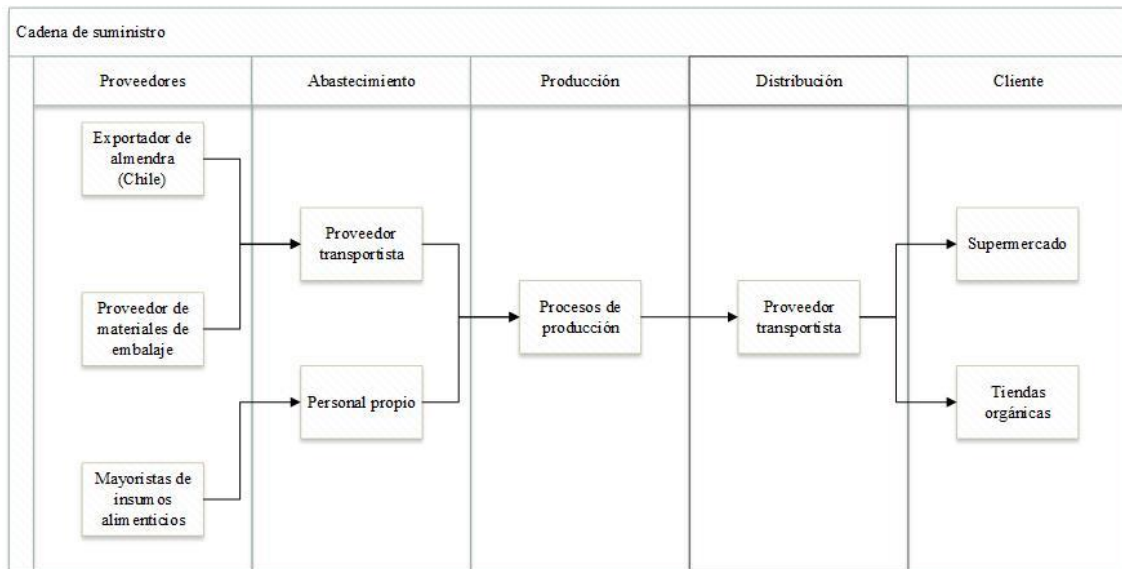 Cadena de suministro
Proveedores
Abastecimiento
Producción
Distribución
Cliente
Exportador de
almendra
(Chile)
Proveedor de
materiales de
embalaje
Mayoristas de
insumos
alimenticios
Proveedor
transportista
Personal propio
Procesos de
producción
Proveedor
transportista
Supermercado
Tiendas
orgánicas